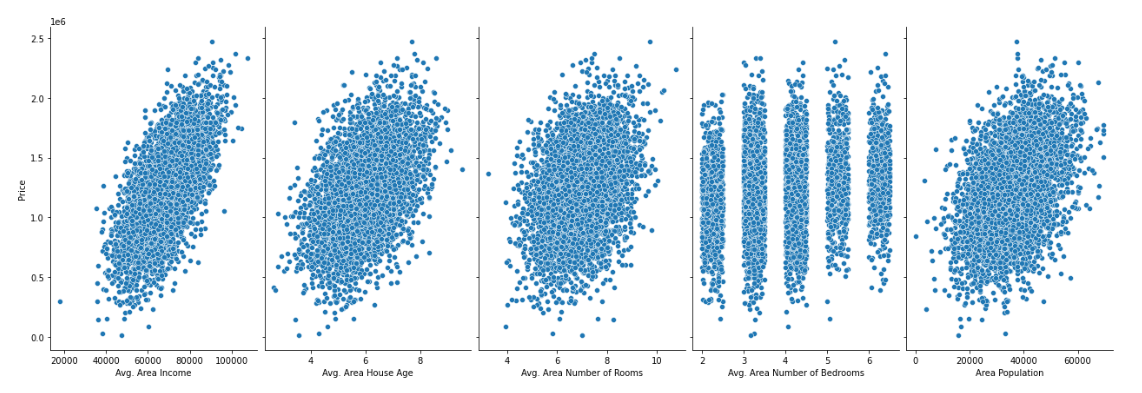 1e6
2.5
2.0
1.5
1.0
0.5
0.0
Price
20000 40000 60000 80000 100000
4 6 8
4 6 8 10
2 3 4 5 6
0 20000 40000 60000
Avg. Area Income
Avg. Area House Age
Avg. Area Number of Rooms
Avg. Area Number of Bedrooms
Area Population